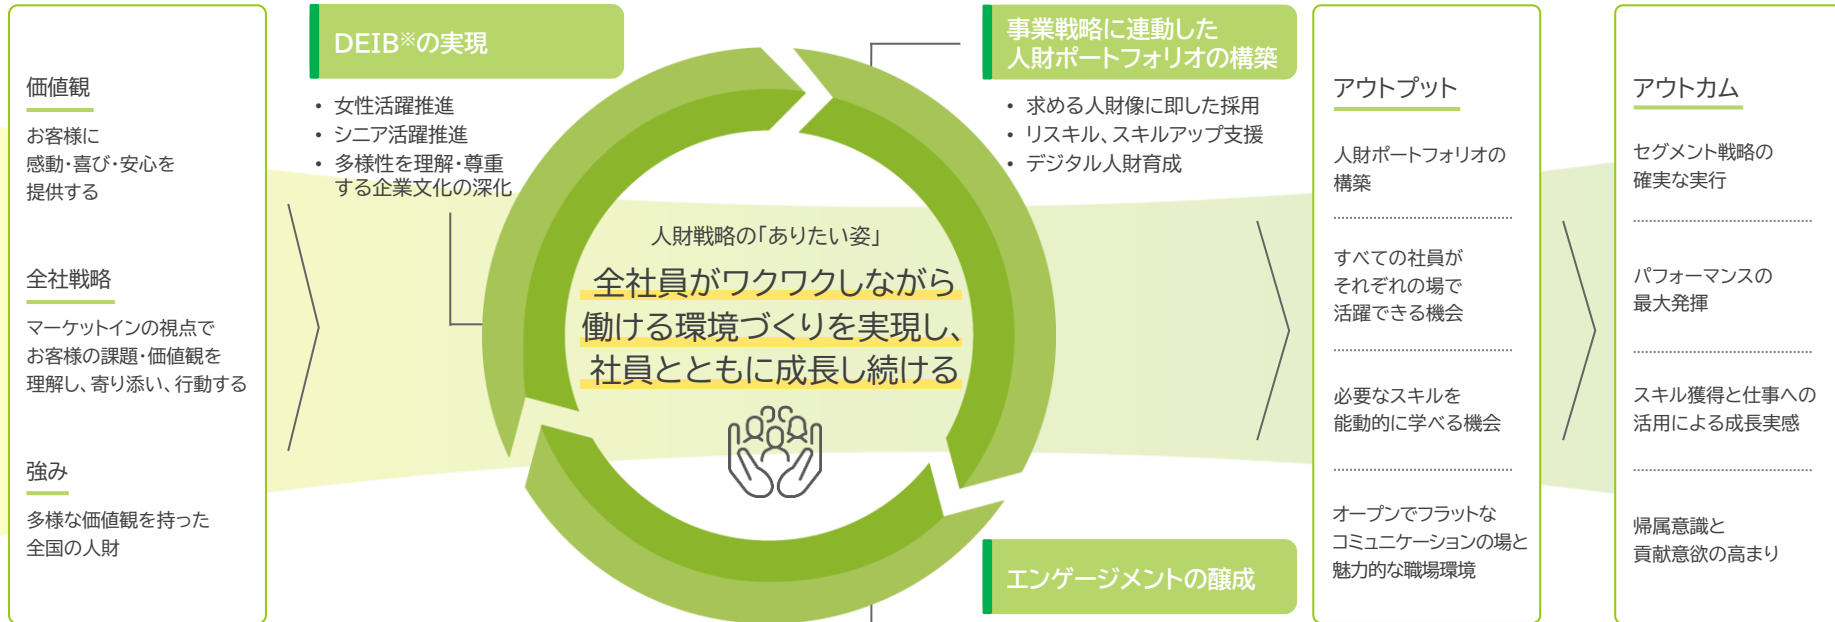 価値観
お客様に
感動・喜び・安心を
提供する
全社戦略
マーケットインの視点で
お客様の課題・価値観を
理解し、寄り添い、行動する
強み
多様な価値観を持った
全国の人財
DEIB※の実現
• 女性活躍推進
• シニア活躍推進
• 多様性を理解・尊重
する企業文化の深化
事業戦略に連動した
人財ポートフォリオの構築
• 求める人財像に即した採用
• リスキル、スキルアップ支援
• デジタル人財育成
人財戦略の「ありたい姿」
全社員がワクワクしながら
働ける環境づくりを実現し、
社員とともに成長し続ける
エンゲージメントの醸成
アウトプット
人財ポートフォリオの
構築
すべての社員が
それぞれの場で
活躍できる機会
必要なスキルを
能動的に学べる機会
オープンでフラットな
コミュニケーションの場と
魅力的な職場環境
アウトカム
セグメント戦略の
確実な実行
パフォーマンスの
最大発揮
スキル獲得と仕事への
活用による成長実感
帰属意識と
貢献意欲の高まり